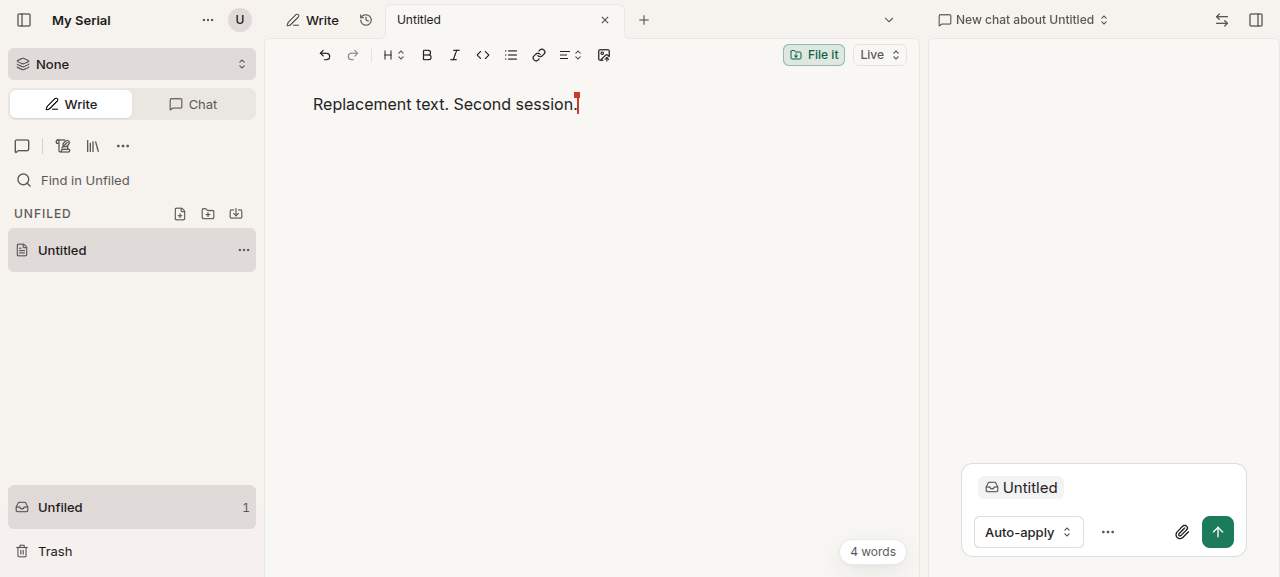 My Serial
U
None
Write
Chat
Find in Unfiled
UNFILED
Untitled
Unfiled
1
Trash
Write
Untitled
H
B
I
File it
Live
Replacement text. Second session.
4 words
New chat about Untitled
Untitled
Auto-apply